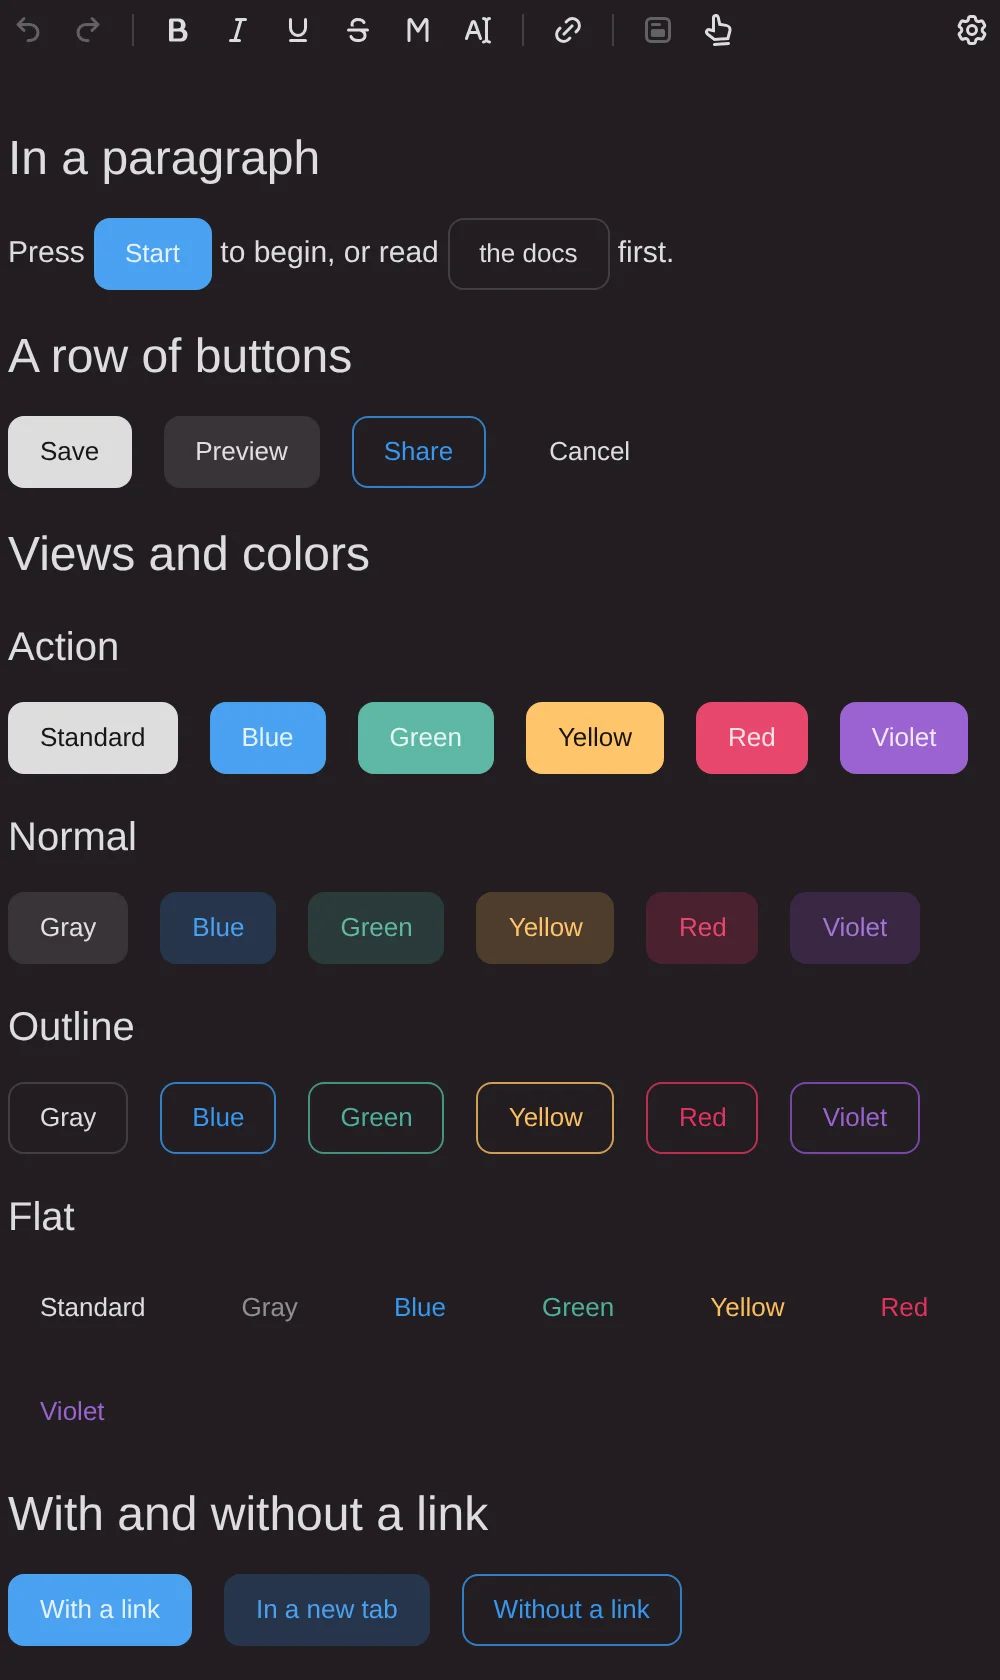 B I U S M A
In a paragraph
Press Start to begin, or read the docs first.
A row of buttons
Save Preview Share Cancel
Views and colors
Action
Standard Blue Green Yellow Red Violet
Normal
Gray Blue Green Yellow Red Violet
Outline
Gray Blue Green Yellow Red Violet
Flat
Standard Gray Blue Green Yellow Red
Violet
With and without a link
With a link In a new tab Without a link